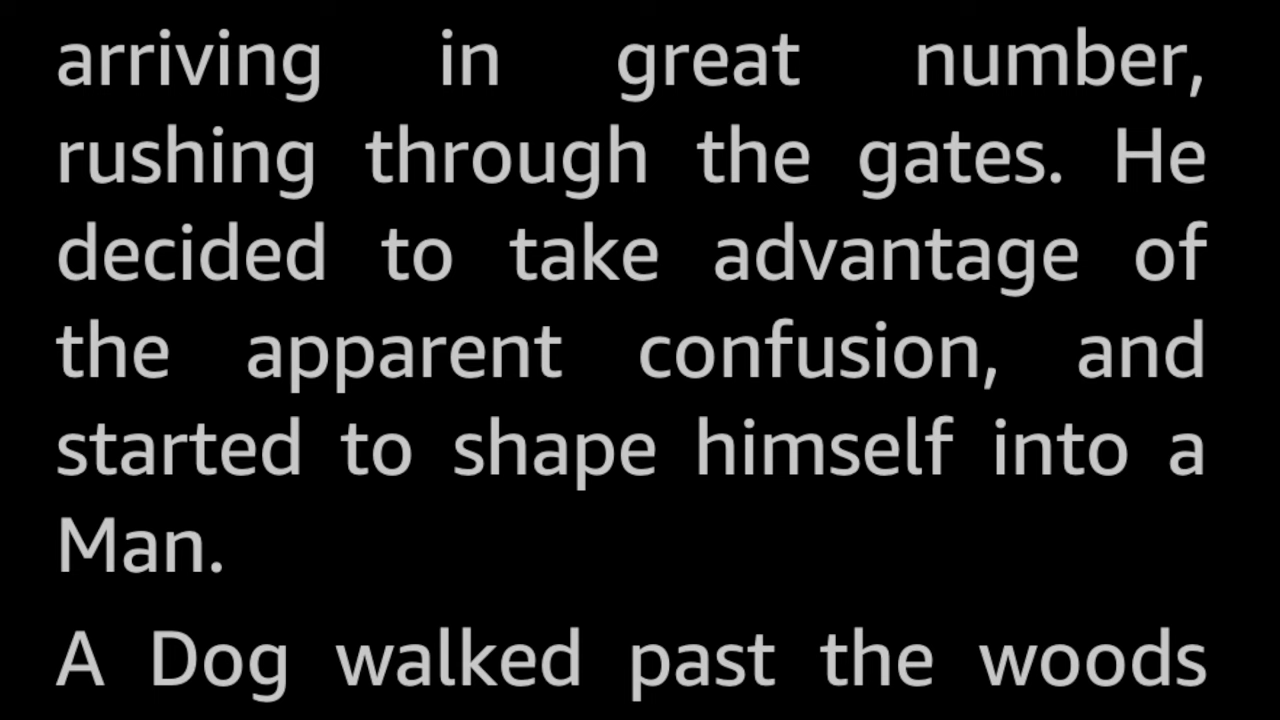 arriving in great number,
rushing through the gates. He
decided to take advantage of
the apparent confusion, and
started to shape himself into a
Man.
A Dog walked past the woods